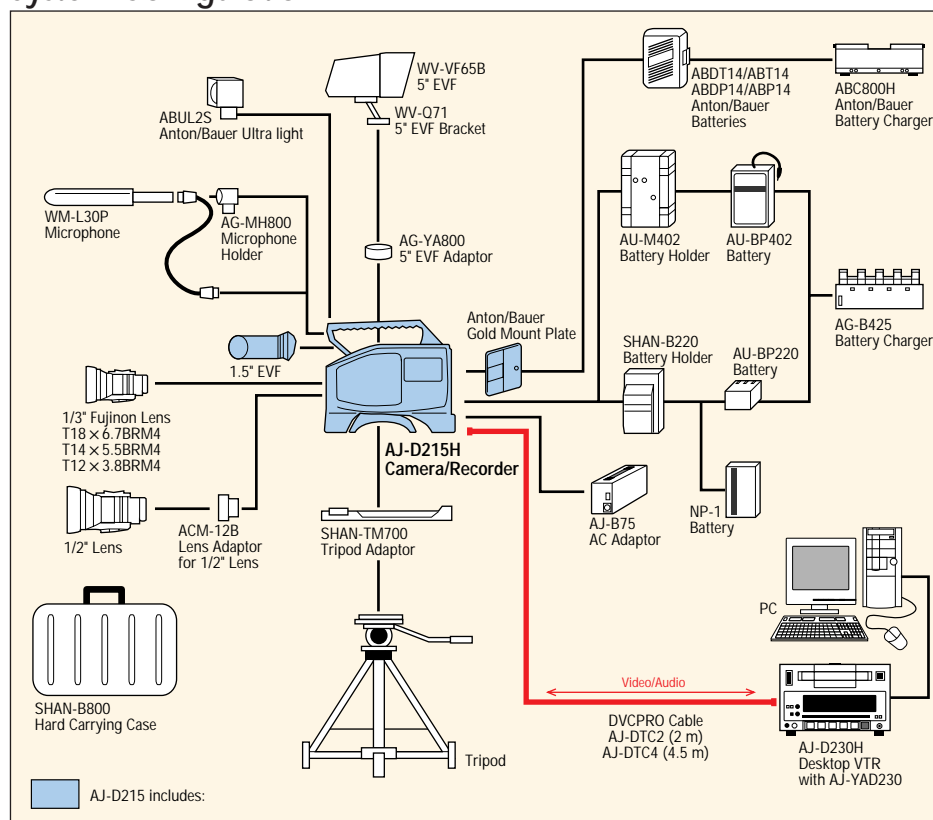 WV-VF65B
5" EVF
WV-Q71
5" EVF Bracket
ABUL2S
Anton/Bauer Ultra light
ABDT14/ABT14
ABDP14/ABP14
Anton/Bauer
Batteries
ABC800H
Anton/Bauer
Battery Charger
WM-L30P
Microphone
AG-MH800
Microphone
Holder
AG-YA800
5" EVF Adaptor
AU-M402
Battery Holder
AU-BP402
Battery
Anton/Bauer
Gold Mount Plate
SHAN-B220
Battery Holder
AU-BP220
Battery
AG-B425
Battery Charger
1.5" EVF
1/3" Fujinon Lens
T18 × 6.7BRM4
T14 × 5.5BRM4
T12 × 3.8BRM4
AJ-D215H
Camera/Recorder
1/2" Lens
ACM-12B
Lens Adaptor
for 1/2" Lens
SHAN-TM700
Tripod Adaptor
AJ-B75
AC Adaptor
NP-1
Battery
PC
SHAN-B800
Hard Carrying Case
Tripod
Video/Audio
DVCPRO Cable
AJ-DTC2 (2 m)
AJ-DTC4 (4.5 m)
AJ-D230H
Desktop VTR
with AJ-YAD230
AJ-D215 includes: